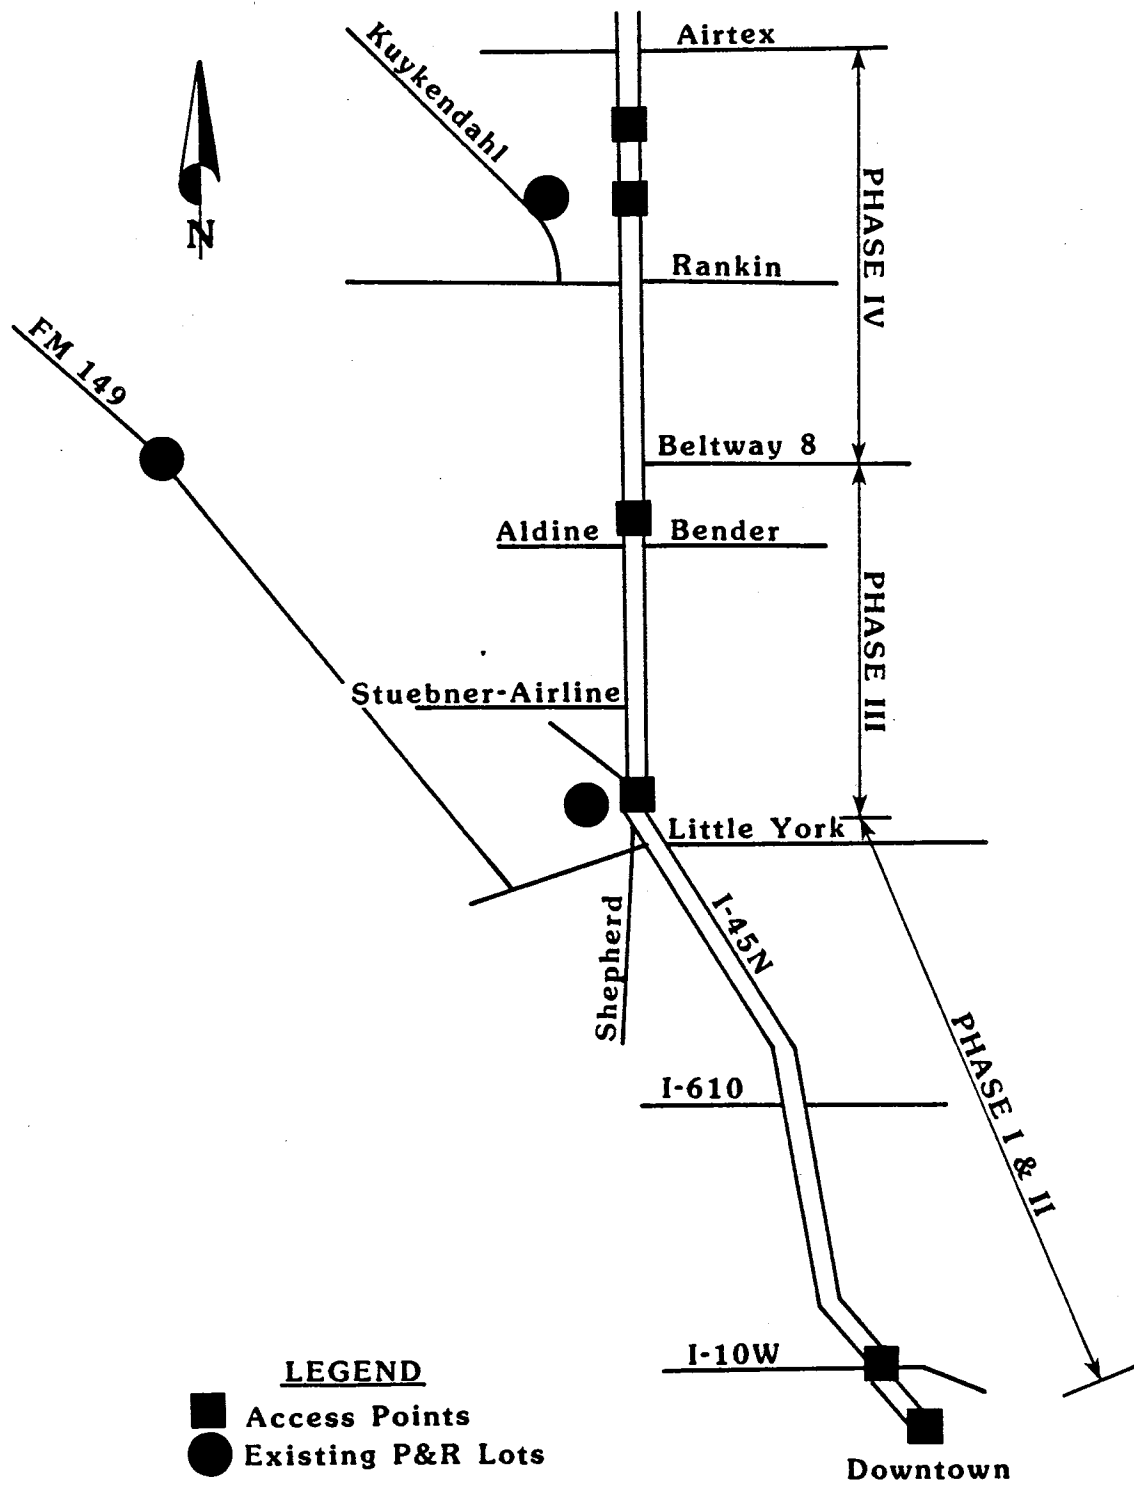 Airtex
Kuykendahl
N
PHASE IV
Rankin
FM 149
Beltway 8
Aldine Bender
PHASE III
Stuebner-Airline
Little York
I-45N
Shepherd
PHASE I & II
I-610
I-10W
LEGEND
Access Points
Existing P&R Lots
Downtown